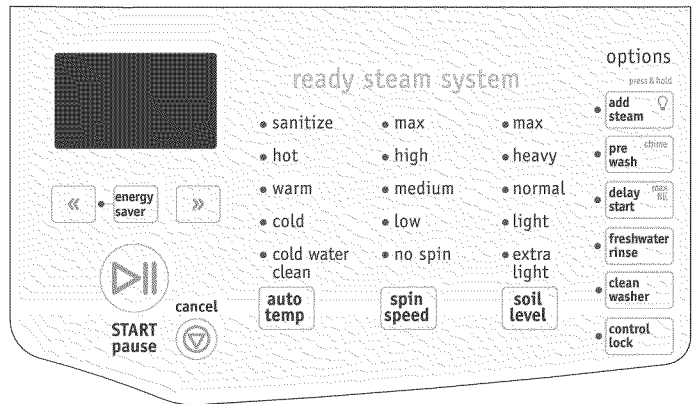 options
ready steam system
press & hold
add steam
pre wash
chime
delay start
max fill
freshwater rinse
clean washer
control lock
sanitize
hot
warm
cold
cold water clean
auto temp
max
high
medium
low
no spin
spin speed
max
heavy
normal
light
extra light
soil level
«
energy saver
»
START pause
cancel